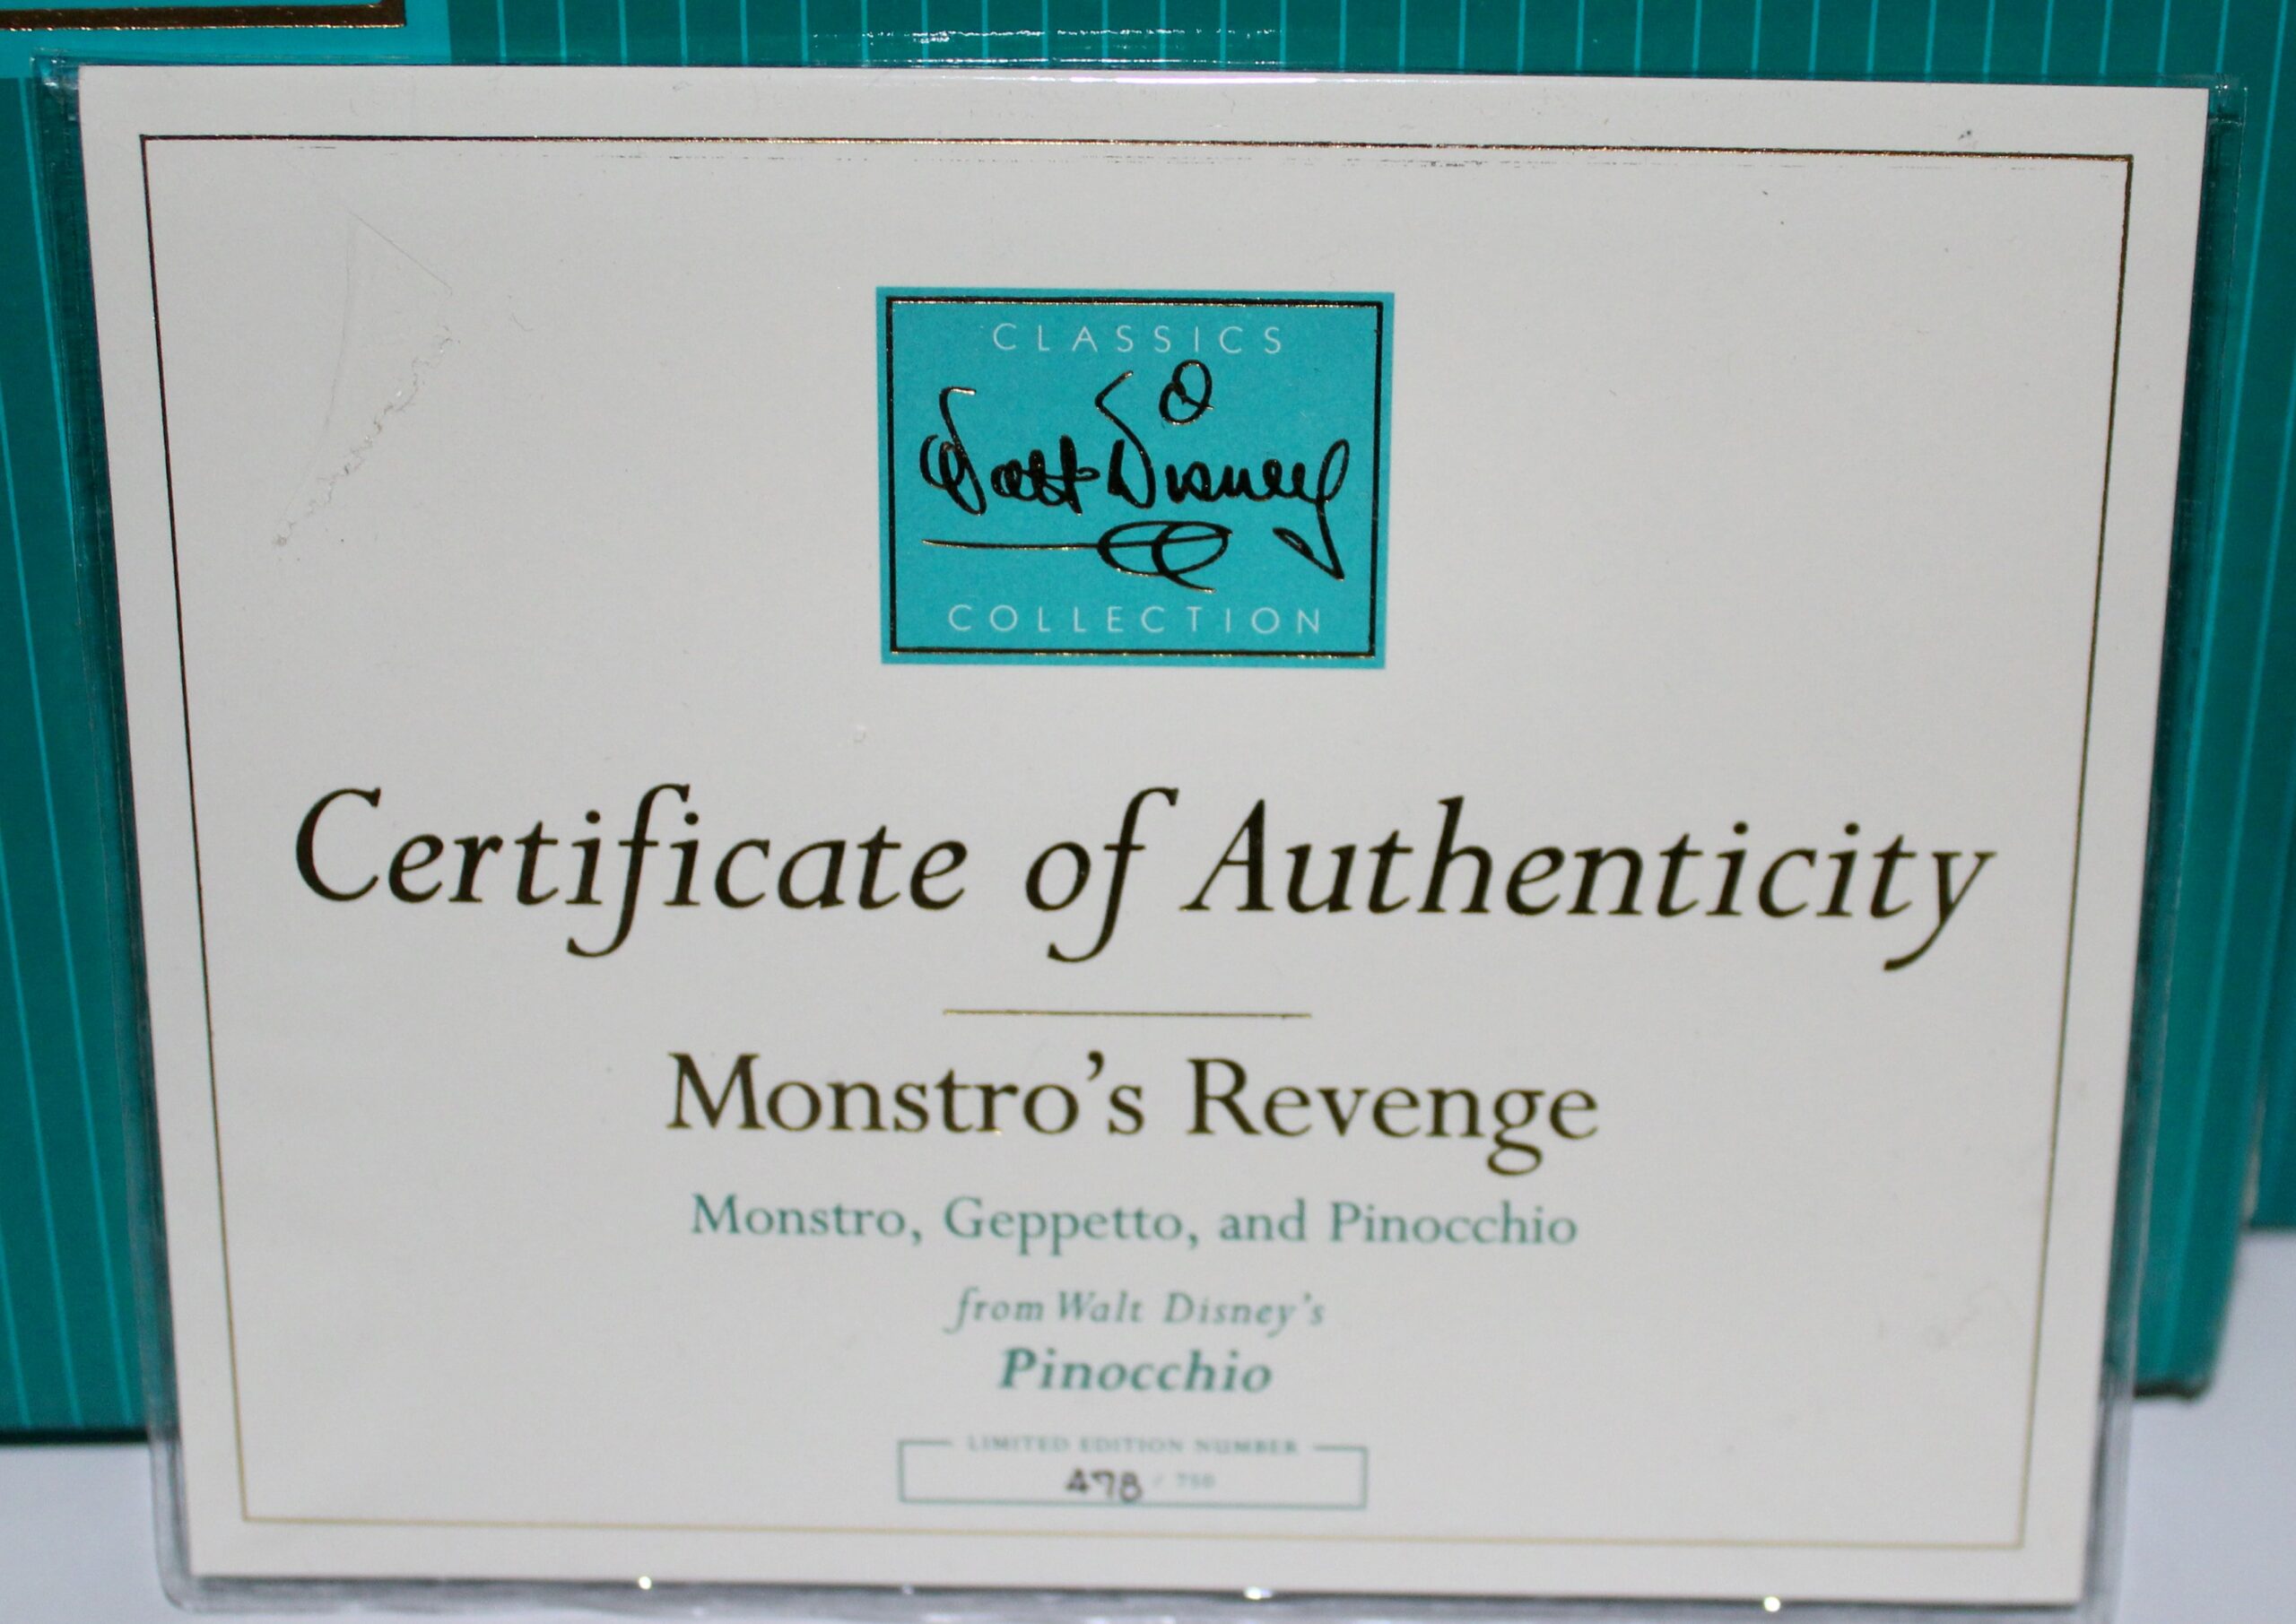 CLASSICS
Walt Disney
COLLECTION
Certificate of Authenticity
Monstro's Revenge
Monstro, Geppetto, and Pinocchio
from Walt Disney's
Pinocchio
LIMITED EDITION NUMBER
478 / 750